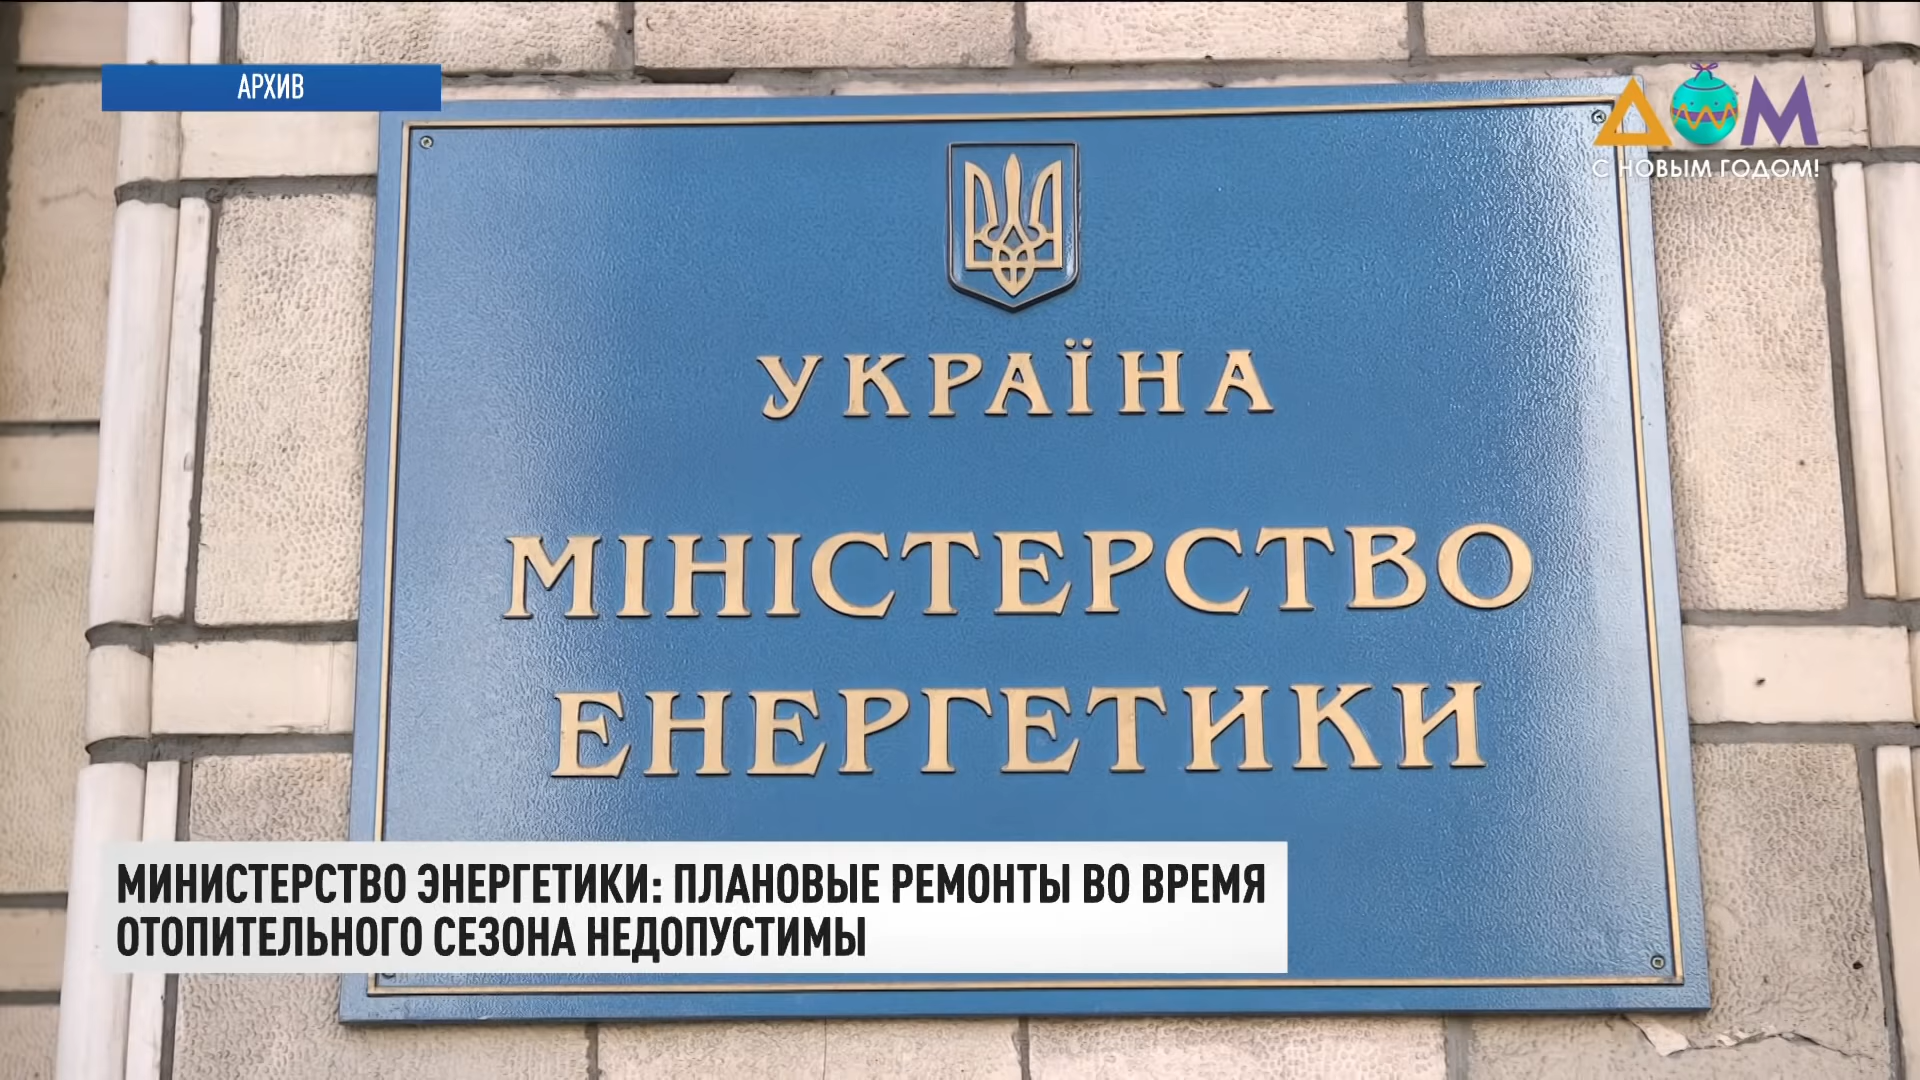 АРХИВ
ДОМ
С НОВЫМ ГОДОМ!
УКРАЇНА
МІНІСТЕРСТВО
ЕНЕРГЕТИКИ
МИНИСТЕРСТВО ЭНЕРГЕТИКИ: ПЛАНОВЫЕ РЕМОНТЫ ВО ВРЕМЯ
ОТОПИТЕЛЬНОГО СЕЗОНА НЕДОПУСТИМЫ